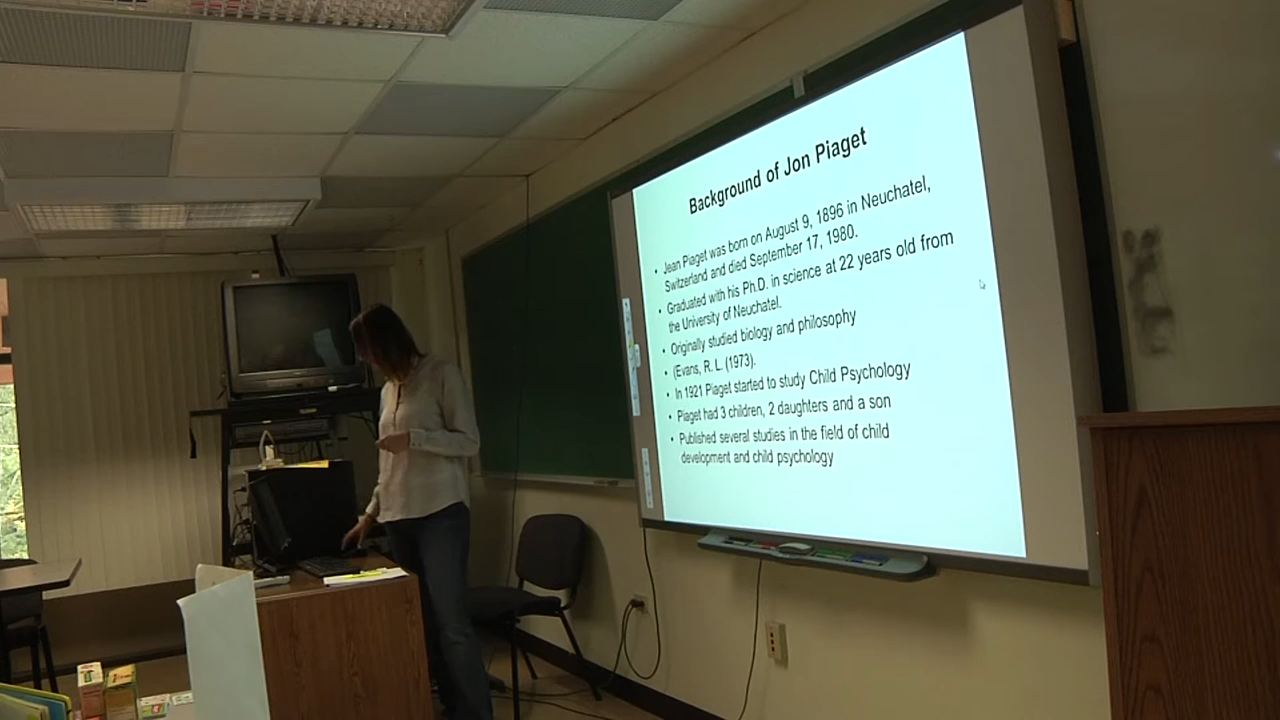 Background of Jon Piaget
• Jean Piaget was born on August 9, 1896 in Neuchatel,
Switzerland and died September 17, 1980.
• Graduated with his Ph.D. in science at 22 years old from
the University of Neuchatel.
• Originally studied biology and philosophy
• (Evans, R. L. (1973).
• In 1921 Piaget started to study Child Psychology
• Piaget had 3 children, 2 daughters and a son
• Published several studies in the field of child
development and child psychology